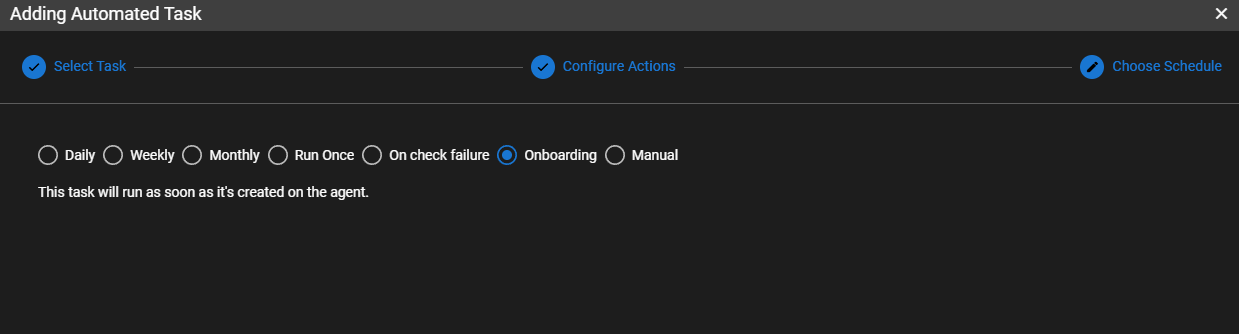 Adding Automated Task
Select Task Configure Actions Choose Schedule
Daily Weekly Monthly Run Once On check failure Onboarding Manual
This task will run as soon as it's created on the agent.